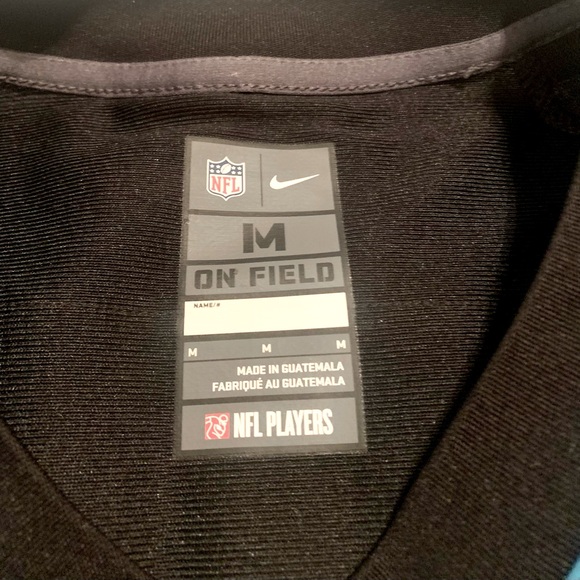 NFL
M
ON FIELD
NAME/#
M M M
MADE IN GUATEMALA
FABRIQUÉ AU GUATEMALA
NFL PLAYERS